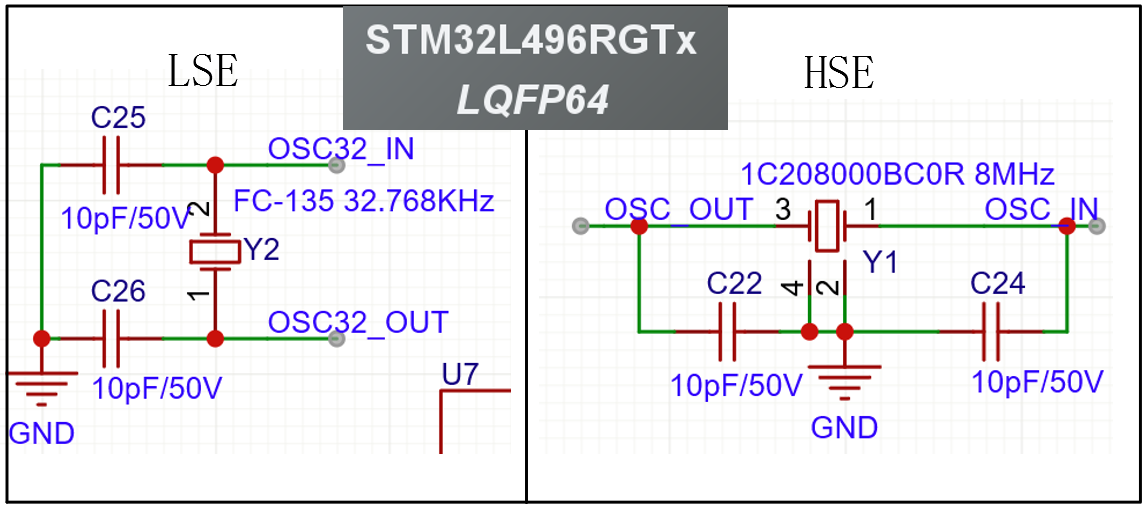 STM32L496RGTx
LQFP64
LSE
HSE
C25
OSC32_IN
10pF/50V
2
FC-135 32.768KHz
Y2
C26
1
OSC32_OUT
10pF/50V
GND
U7
1C208000BC0R 8MHz
OSC_OUT
3
1
OSC_IN
Y1
C22
4
2
C24
10pF/50V
10pF/50V
GND